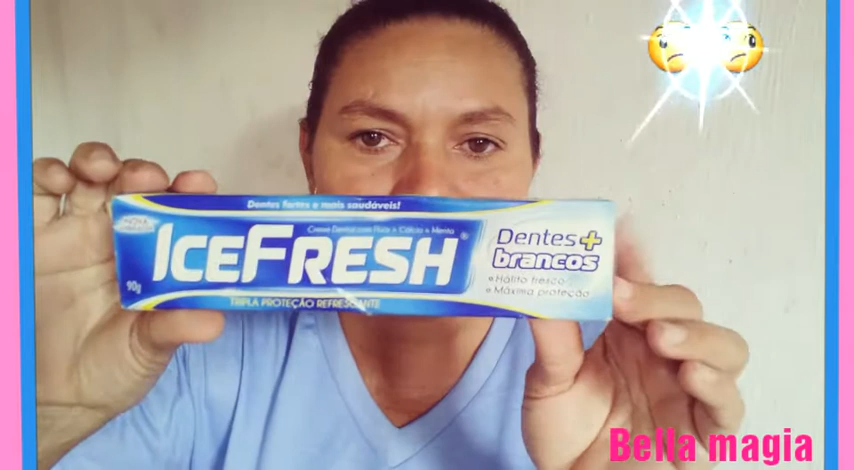 Dentes fortes e mais saudáveis!
NOVA
Creme Dental com Flúor + Cálcio + Menta
ICEFRESH®
Dentes+
brancos
• Hálito fresco
• Máxima proteção
90g
TRIPLA PROTEÇÃO REFRESCANTE
Bella magia